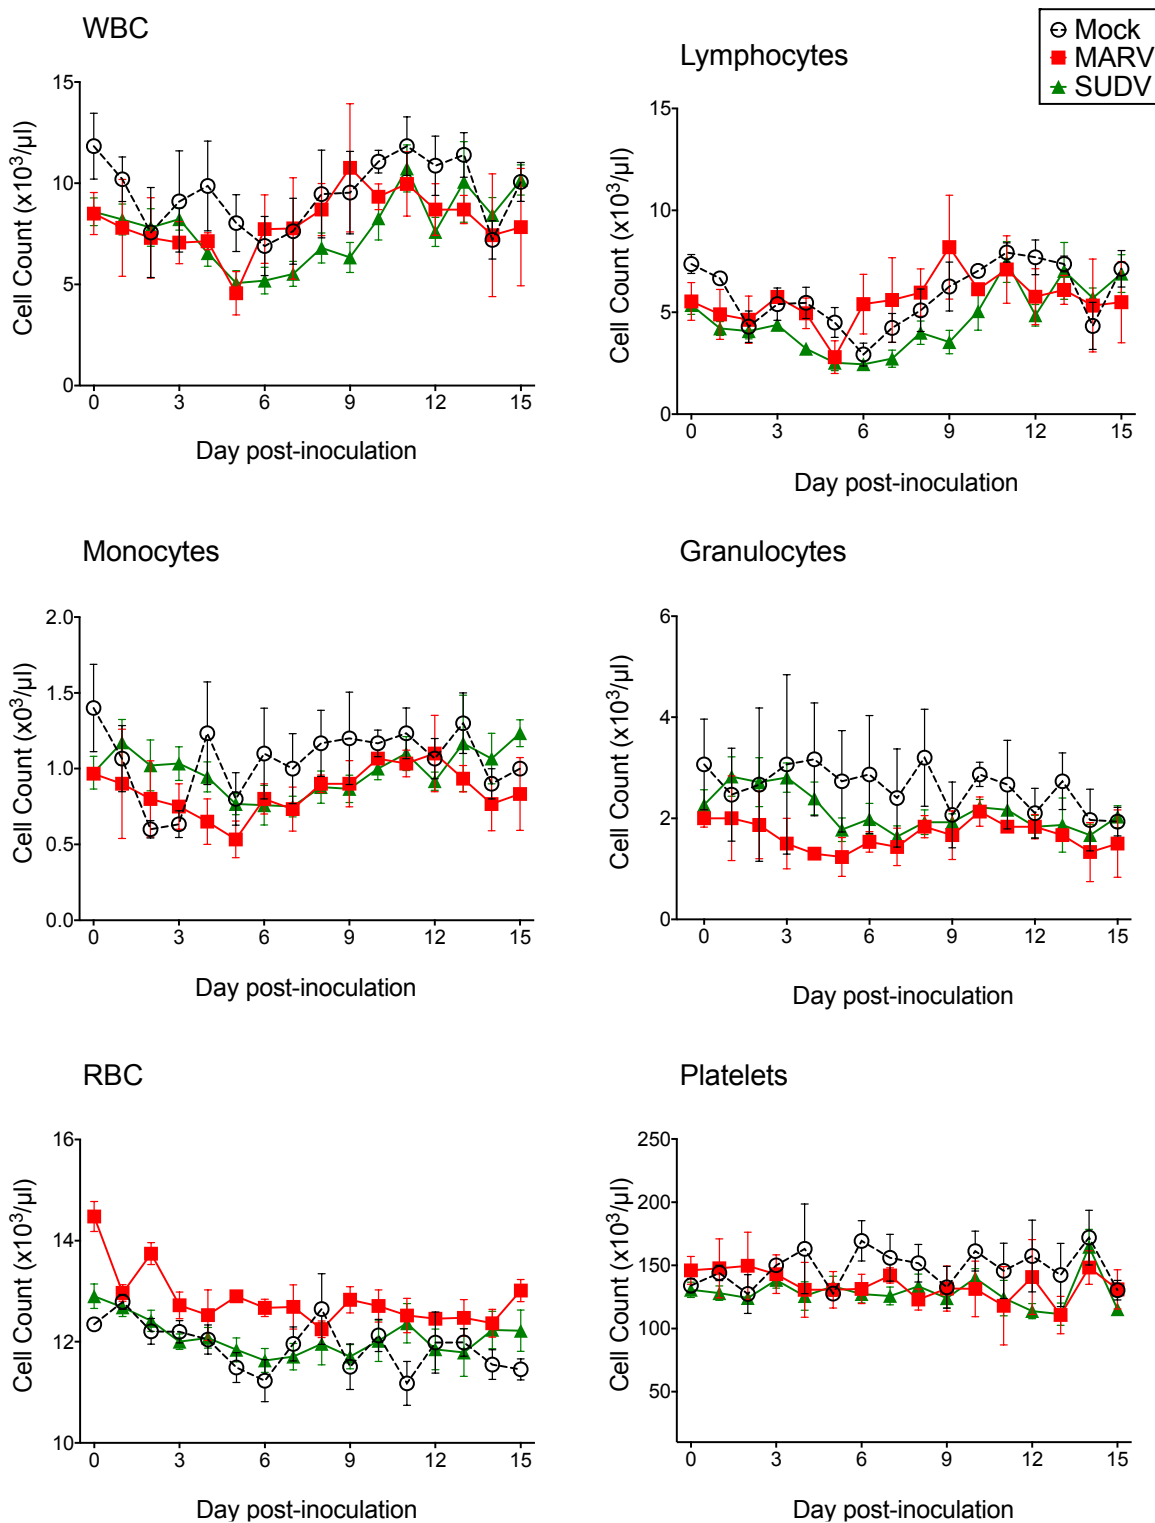 WBC
Cell Count (x10³/µl)
15
10
5
0
0 3 6 9 12 15
Day post-inoculation
Lymphocytes
Mock
MARV
SUDV
Cell Count (x10³/µl)
15
10
5
0
0 3 6 9 12 15
Day post-inoculation
Monocytes
Cell Count (x0³/µl)
2.0
1.5
1.0
0.5
0.0
0 3 6 9 12 15
Day post-inoculation
Granulocytes
Cell Count (x10³/µl)
6
4
2
0
0 3 6 9 12 15
Day post-inoculation
RBC
Cell Count (x10³/µl)
16
14
12
10
0 3 6 9 12 15
Day post-inoculation
Platelets
Cell Count (x10³/µl)
250
200
150
100
50
0 3 6 9 12 15
Day post-inoculation